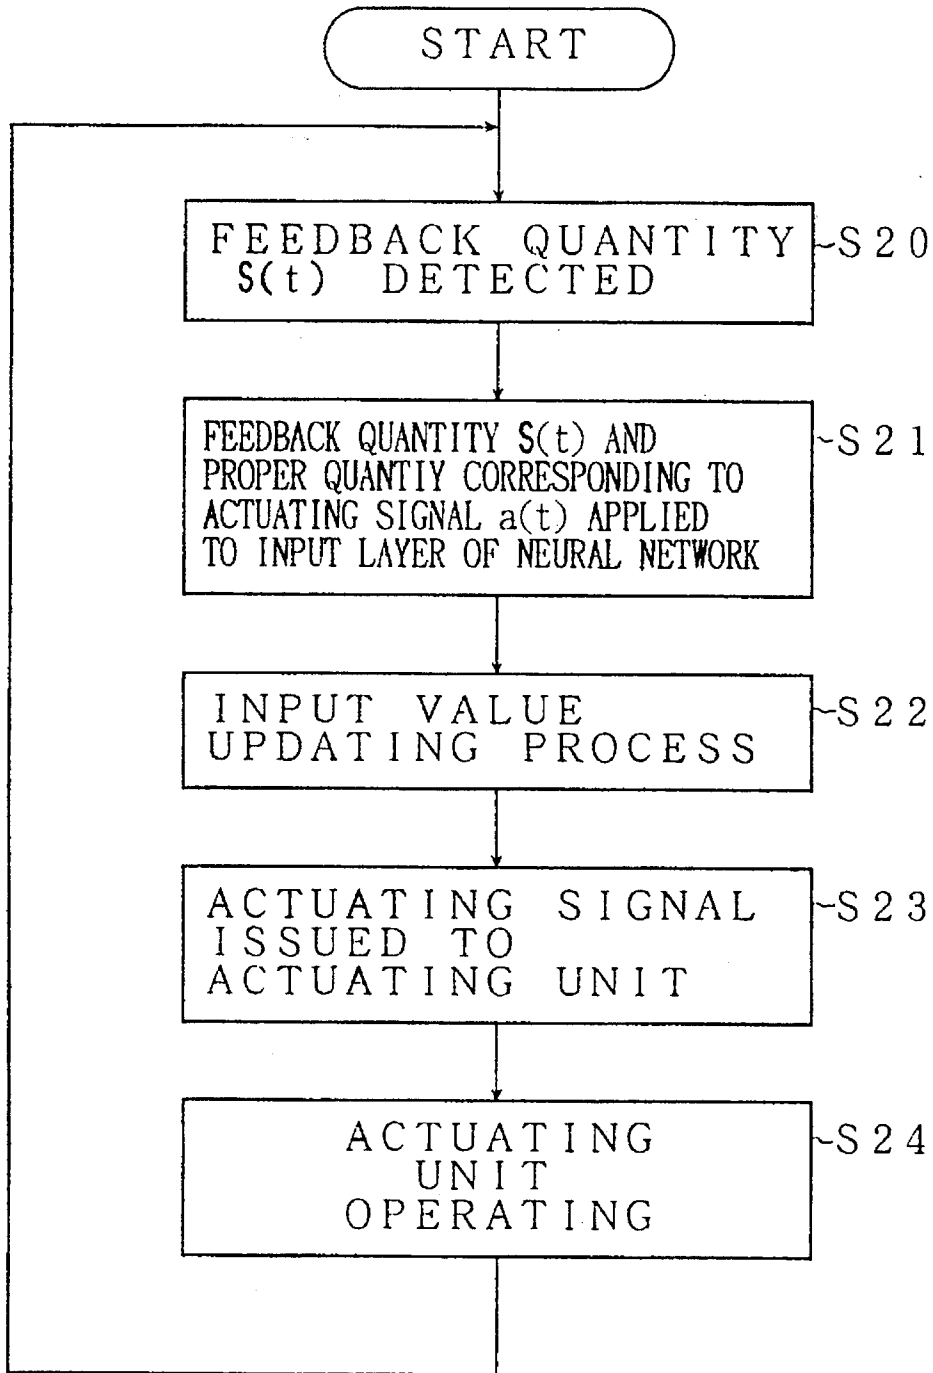 START
FEEDBACK QUANTITY
S(t) DETECTED
~S20
FEEDBACK QUANTITY S(t) AND
PROPER QUANTIY CORRESPONDING TO
ACTUATING SIGNAL a(t) APPLIED
TO INPUT LAYER OF NEURAL NETWORK
~S21
INPUT VALUE
UPDATING PROCESS
~S22
ACTUATING SIGNAL
ISSUED TO
ACTUATING UNIT
~S23
ACTUATING
UNIT
OPERATING
~S24